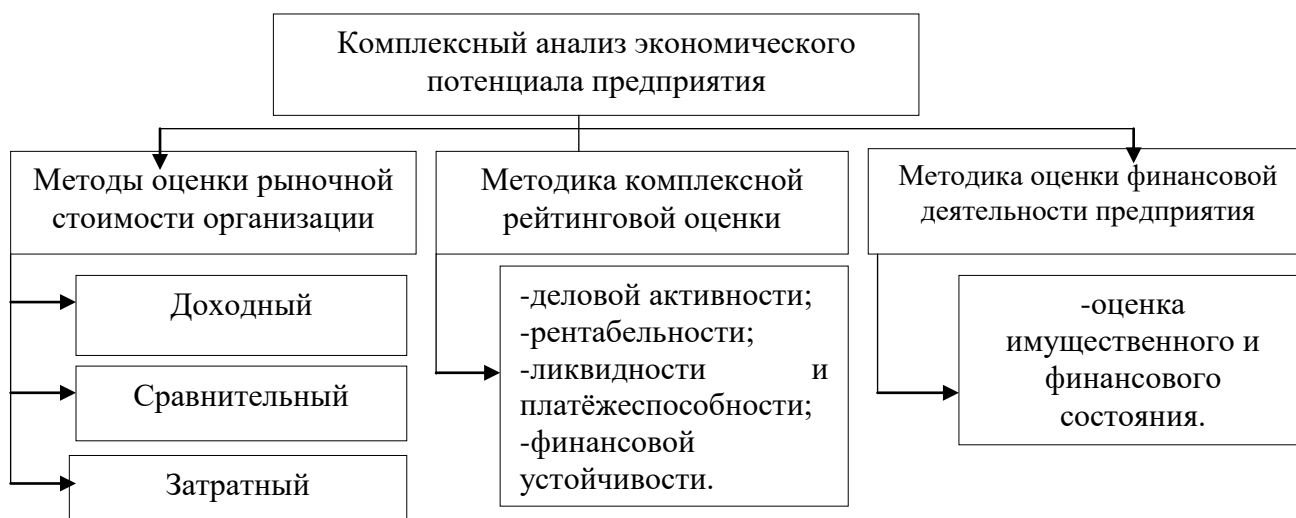 Комплексный анализ экономического
потенциала предприятия
Методы оценки рыночной
стоимости организации
Доходный
Сравнительный
Затратный
Методика комплексной
рейтинговой оценки
-деловой активности;
-рентабельности;
-ликвидности и
платёжеспособности;
-финансовой
устойчивости.
Методика оценки финансовой
деятельности предприятия
-оценка
имущественного и
финансового
состояния.